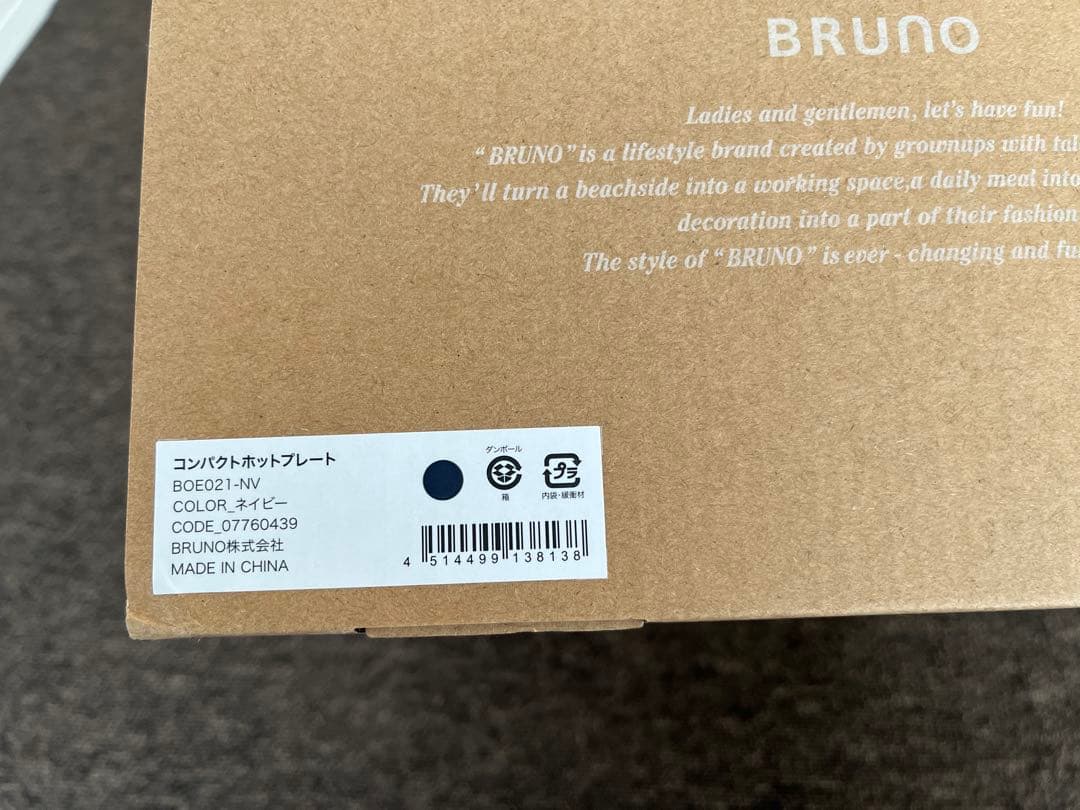 BRUNO
Ladies and gentlemen, let's have fun!
"BRUNO" is a lifestyle brand created by grownups with
They'll turn a beachside into a working space,a daily meal into
decoration into a part of their fashion
The style of "BRUNO" is ever - changing and
コンパクトホットプレート
BOE021-NV
COLOR_ネイビー
CODE_07760439
BRUNO株式会社
MADE IN CHINA
ダンボール
箱
プラ
内袋・緩衝材
4 514499 138138